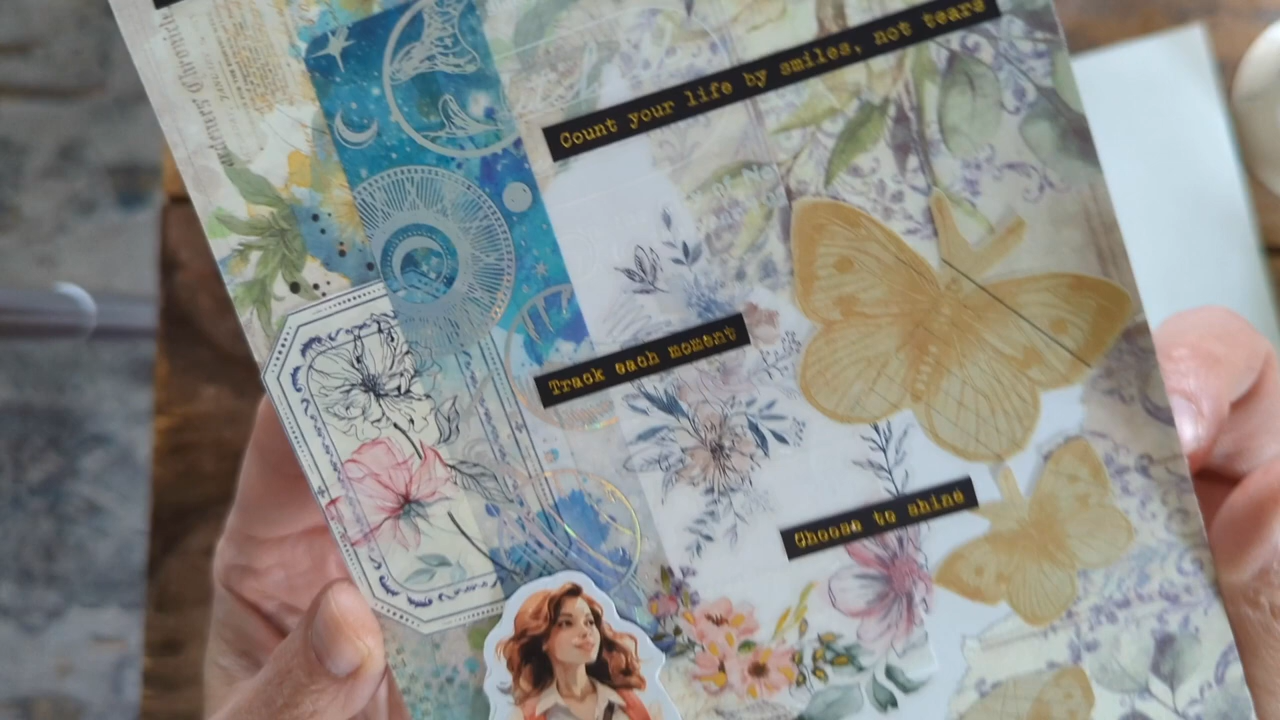 Count your life by smiles, not tears
Track each moment
Choose to shine